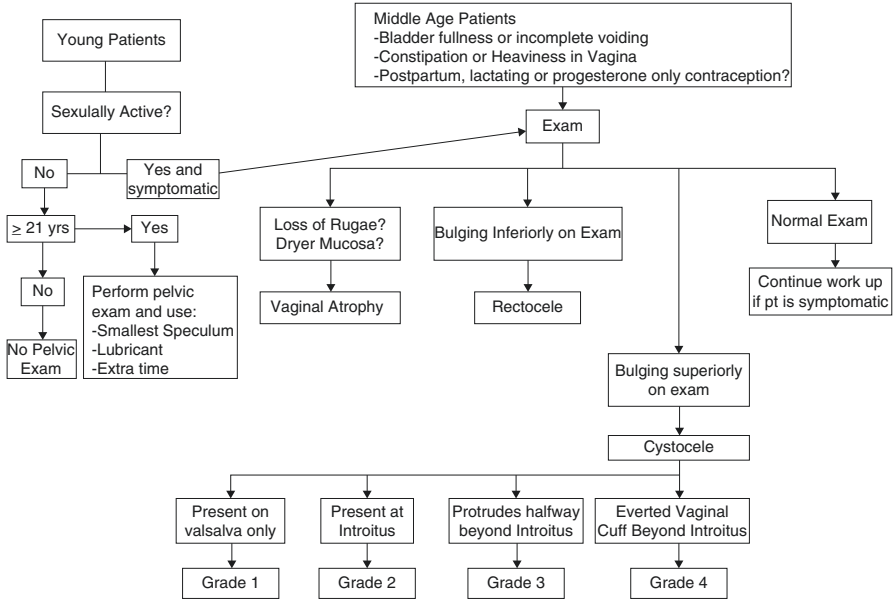 Young Patients
Sexulally Active?
No
Yes and
symptomatic
≥ 21 yrs
Yes
No
No Pelvic
Exam
Perform pelvic
exam and use:
-Smallest Speculum
-Lubricant
-Extra time
Middle Age Patients
-Bladder fullness or incomplete voiding
-Constipation or Heaviness in Vagina
-Postpartum, lactating or progesterone only contraception?
Exam
Loss of Rugae?
Dryer Mucosa?
Vaginal Atrophy
Bulging Inferiorly on Exam
Rectocele
Bulging superiorly
on exam
Cystocele
Normal Exam
Continue work up
if pt is symptomatic
Present on
valsalva only
Grade 1
Present at
Introitus
Grade 2
Protrudes halfway
beyond Introitus
Grade 3
Everted Vaginal
Cuff Beyond Introitus
Grade 4